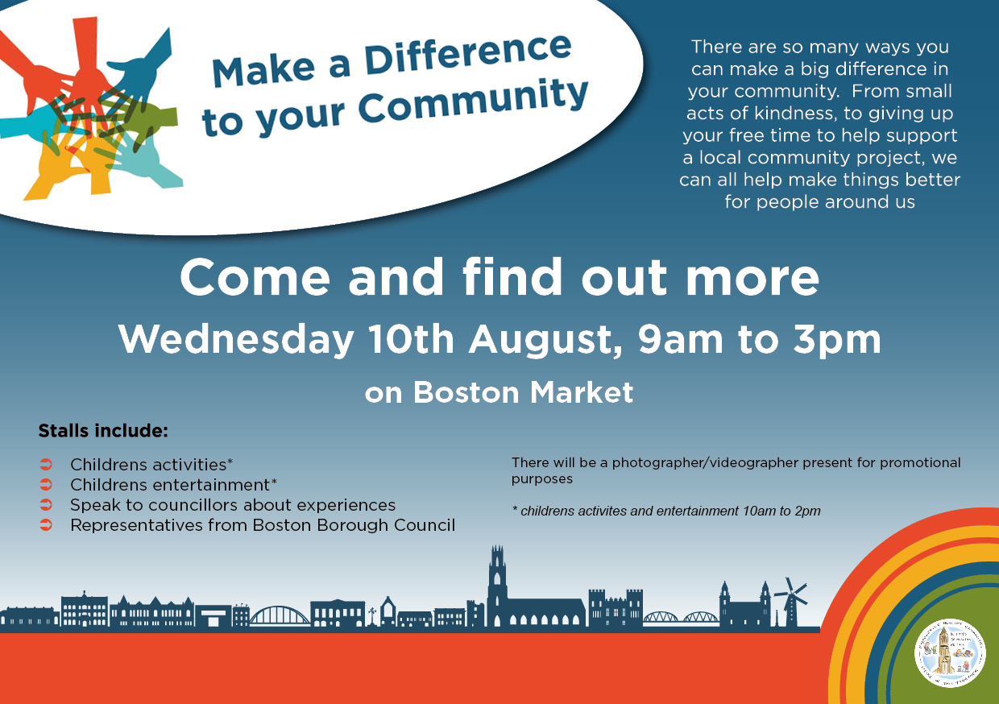 Make a Difference
to your Community
There are so many ways you
can make a big difference in
your community.  From small
acts of kindness, to giving up
your free time to help support
a local community project, we
can all help make things better
for people around us
Come and find out more
Wednesday 10th August, 9am to 3pm
on Boston Market
Stalls include:
Childrens activities*
Childrens entertainment*
Speak to councillors about experiences
Representatives from Boston Borough Council
There will be a photographer/videographer present for promotional
purposes
* childrens activites and entertainment 10am to 2pm